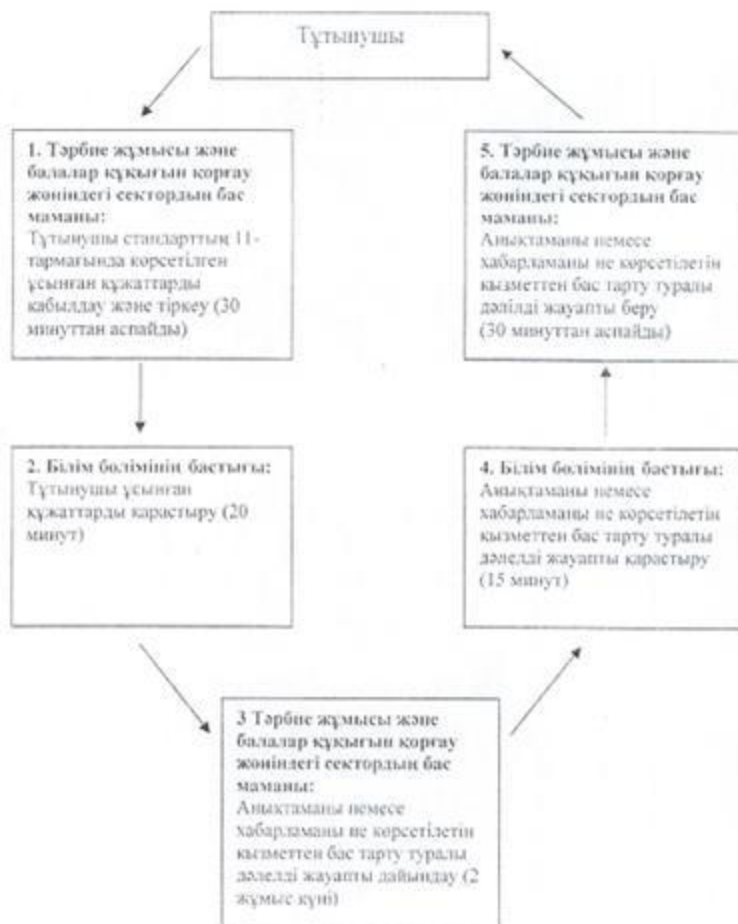 Тұтынушы
1. Тәрбие жұмысы және
балалар құқығын қорғау
жөніндегі сектордың бас
маманы:
Тұтынушы стандарттың 11-
тармағында көрсетілген
ұсынған құжаттарды
қабылдау және тіркеу (30
минуттан аспайды)
2. Білім бөлімінің бастығы:
Тұтынушы ұсынған
құжаттарды қарастыру (20
минут)
3 Тәрбие жұмысы және
балалар құқығын қорғау
жөніндегі сектордың бас
маманы:
Анықтаманы немесе
хабарламаны не көрсетілетін
қызметтен бас тарту туралы
дәлелді жауапты дайындау (2
жұмыс күні)
4. Білім бөлімінің бастығы:
Анықтаманы немесе
хабарламаны не көрсетілетін
қызметтен бас тарту туралы
дәлелді жауапты қарастыру
(15 минут)
5. Тәрбие жұмысы және
балалар құқығын қорғау
жөніндегі сектордың бас
маманы:
Анықтаманы немесе
хабарламаны не көрсетілетін
қызметтен бас тарту туралы
дәлілді жауапты беру
(30 минуттан аспайды)